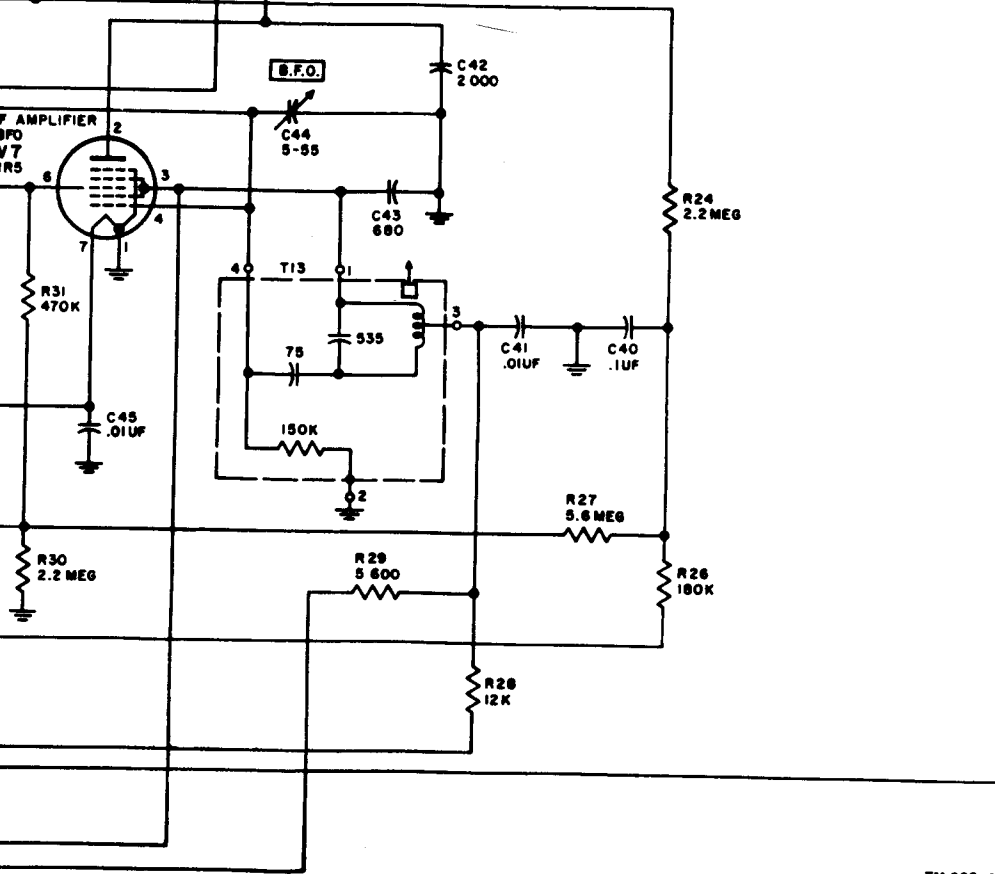 B.F.O.
C42
2000
F AMPLIFIER
BFO
V7
1R5
2
C44
5-55
6
3
4
7
1
C43
680
R24
2.2 MEG
4
T13
1
R31
470K
3
535
75
C41
.01UF
C40
.1UF
C45
.01UF
150K
2
R27
5.6 MEG
R30
2.2 MEG
R29
5 600
R26
180K
R28
12K